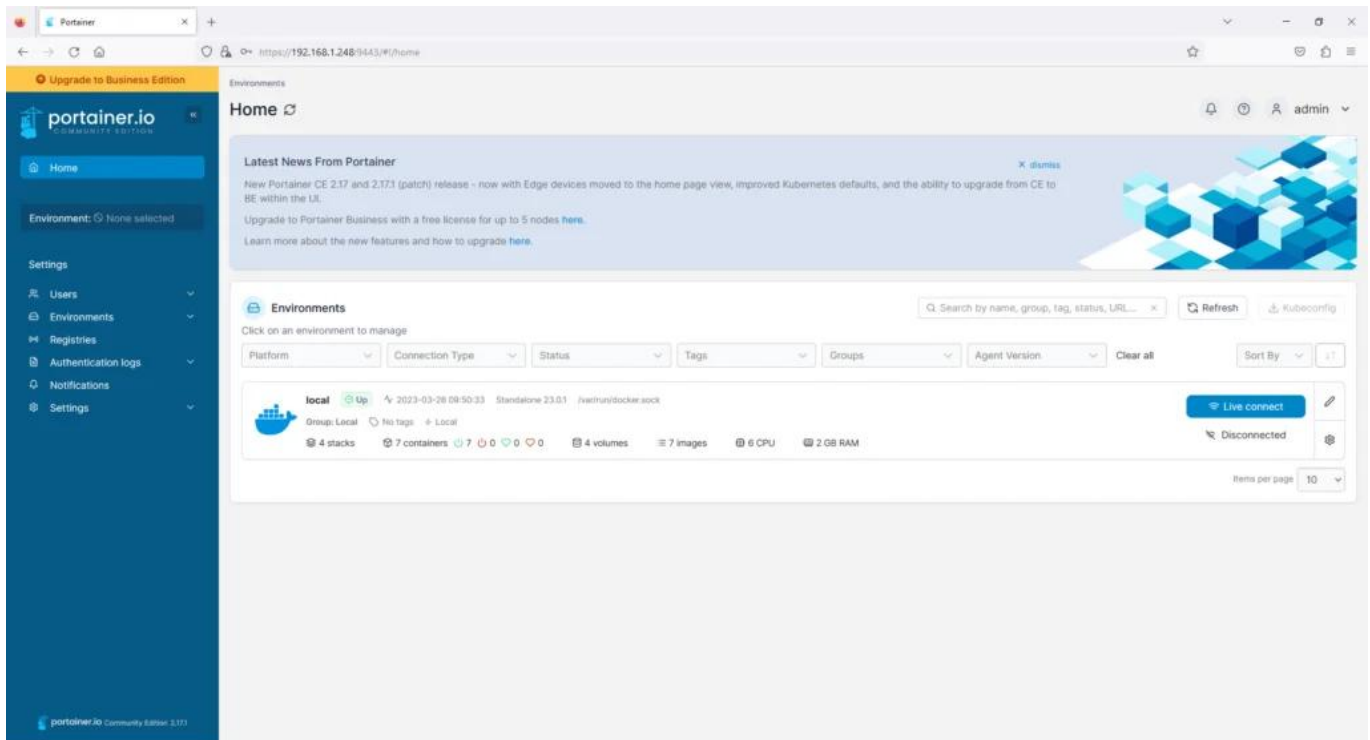 Portainer
https://192.168.1.248:9443/#!/home
Upgrade to Business Edition
portainer.io
COMMUNITY EDITION
Home
Environment: None selected
Settings
Users
Environments
Registries
Authentication logs
Notifications
Settings
portainer.io Community Edition 2.17.1
Environments
Home
admin
Latest News From Portainer
dismiss
New Portainer CE 2.17 and 2.17.1 (patch) release - now with Edge devices moved to the home page view, improved Kubernetes defaults, and the ability to upgrade from CE to
BE within the UI.
Upgrade to Portainer Business with a free license for up to 5 nodes here.
Learn more about the new features and how to upgrade here.
Environments
Search by name, group, tag, status, URL...
Refresh
Kubeconfig
Click on an environment to manage
Platform Connection Type Status Tags Groups Agent Version Clear all Sort By
local Up 2023-03-28 09:50:33 Standalone 23.0.1 /var/run/docker.sock
Group: Local No tags Local
4 stacks 7 containers 7 0 0 0 4 volumes 7 images 6 CPU 2 GB RAM
Live connect
Disconnected
Items per page 10